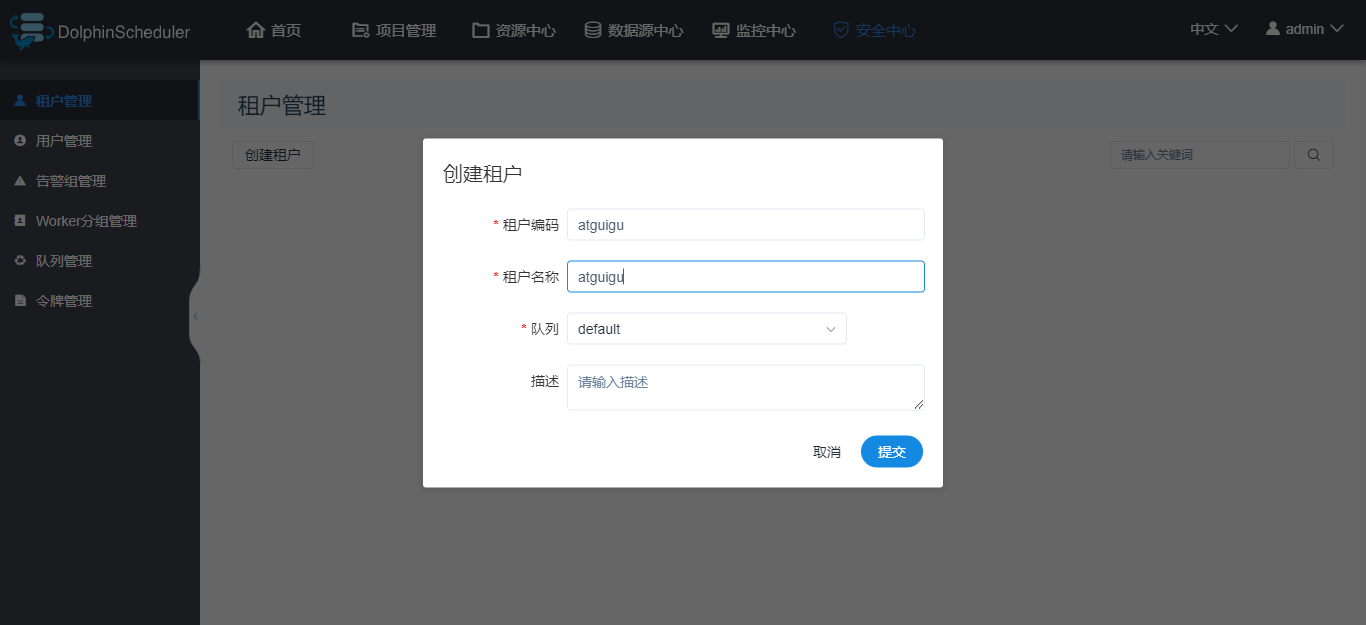 DolphinScheduler 首页 项目管理 资源中心 数据源中心 监控中心 安全中心 中文 admin
租户管理
用户管理
告警组管理
Worker分组管理
队列管理
令牌管理
租户管理
创建租户 请输入关键词
创建租户
* 租户编码 atguigu
* 租户名称 atguigu
* 队列 default
描述 请输入描述
取消 提交